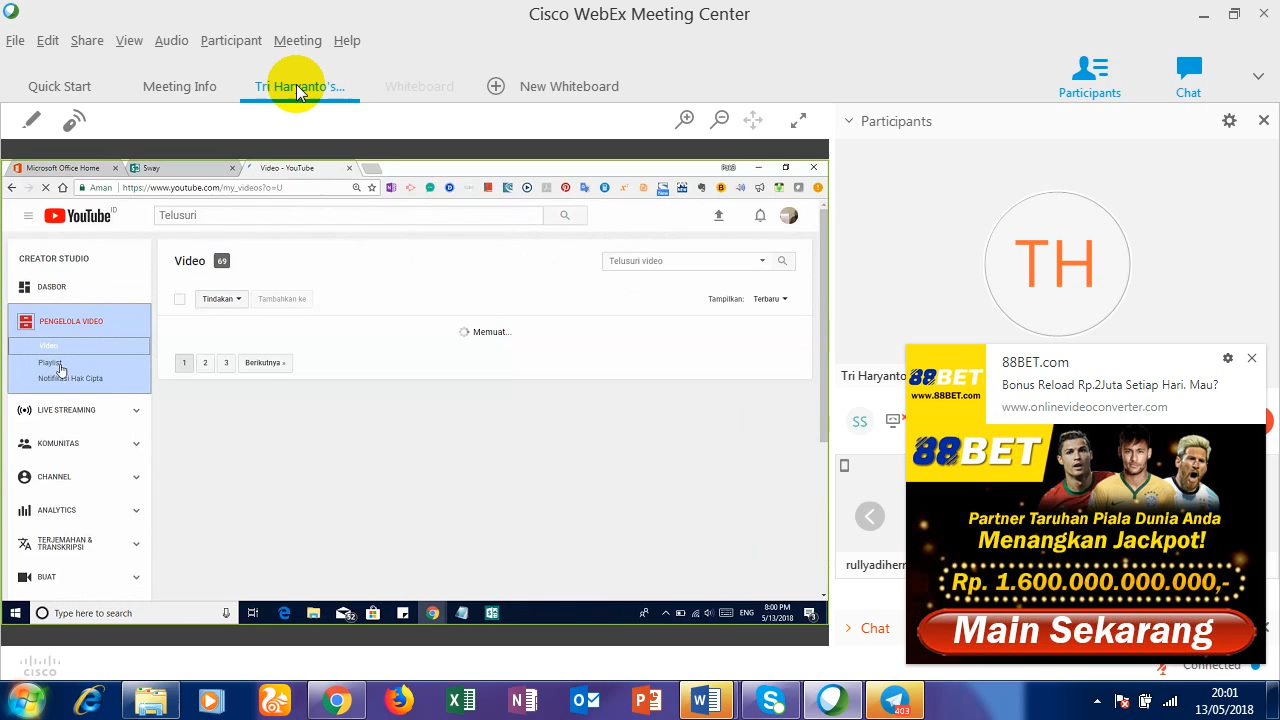 Cisco WebEx Meeting Center
File Edit Share View Audio Participant Meeting Help
Quick Start Meeting Info Tri Haryanto's... Whiteboard New Whiteboard
Participants Chat
Participants
Microsoft Office Home Sway Video - YouTube
Aman https://www.youtube.com/my_videos?o=U
YouTube ID Telusuri
CREATOR STUDIO
DASBOR
PENGELOLA VIDEO
Video
Playlist
Notifikasi Hak Cipta
LIVE STREAMING
KOMUNITAS
CHANNEL
ANALYTICS
TERJEMAHAN &
TRANSKRIPSI
BUAT
Video 69 Telusuri video
Tindakan Tambahkan ke Tampilkan: Terbaru
Memuat...
1 2 3 Berikutnya »
Type here to search
52
ENG 8:00 PM
5/13/2018 3
TH
Tri Haryanto
SS
rullyadiherr
Chat
Connected
88BET
www.88BET.com
88BET.com
Bonus Reload Rp.2Juta Setiap Hari. Mau?
www.onlinevideoconverter.com
88BET
Partner Taruhan Piala Dunia Anda
Menangkan Jackpot!
Rp. 1.600.000.000.000,-
Main Sekarang
cisco
403
20:01
13/05/2018